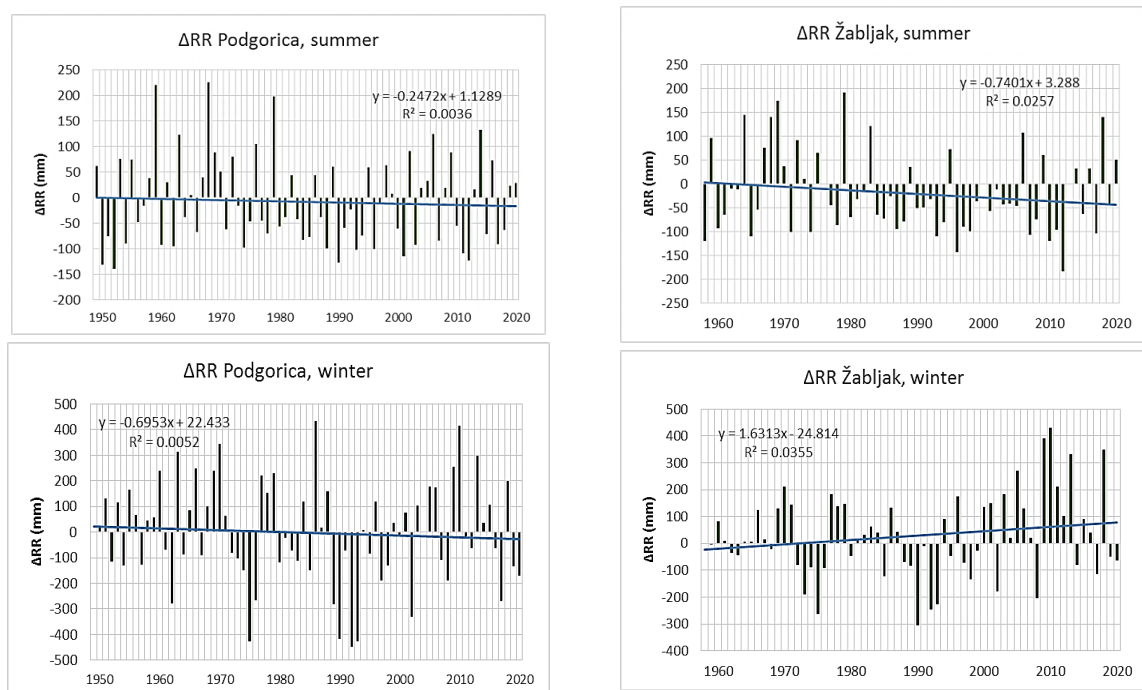 ΔRR Podgorica, summer
250
200
150
100
50
0
-50
-100
-150
-200
ΔRR (mm)
y = -0.2472x + 1.1289
R² = 0.0036
1950 1960 1970 1980 1990 2000 2010 2020
ΔRR Žabljak, summer
250
200
150
100
50
0
-50
-100
-150
-200
-250
ΔRR (mm)
y = -0.7401x + 3.288
R² = 0.0257
1960 1970 1980 1990 2000 2010 2020
ΔRR Podgorica, winter
500
400
300
200
100
0
-100
-200
-300
-400
-500
ΔRR (mm)
y = -0.6953x + 22.433
R² = 0.0052
1950 1960 1970 1980 1990 2000 2010 2020
ΔRR Žabljak, winter
500
400
300
200
100
0
-100
-200
-300
-400
ΔRR (mm)
y = 1.6313x - 24.814
R² = 0.0355
1960 1970 1980 1990 2000 2010 2020